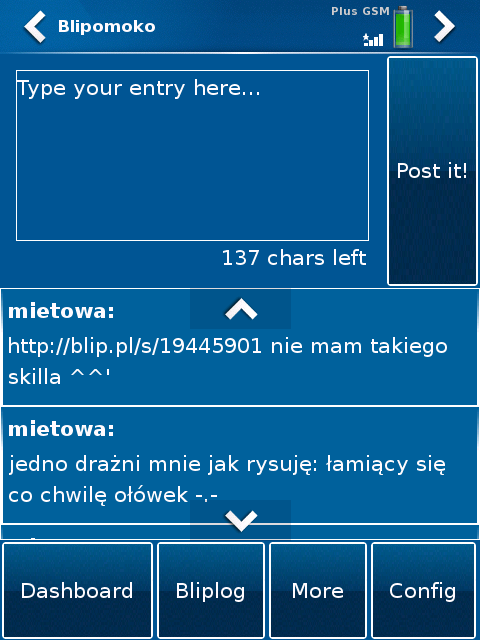 Plus GSM
Blipomoko
Type your entry here...
Post it!
137 chars left
mietowa:
http://blip.pl/s/19445901 nie mam takiego
skilla ^^'
mietowa:
jedno drażni mnie jak rysuję: łamiący się
co chwilę ołówek -.-
Dashboard
Bliplog
More
Config